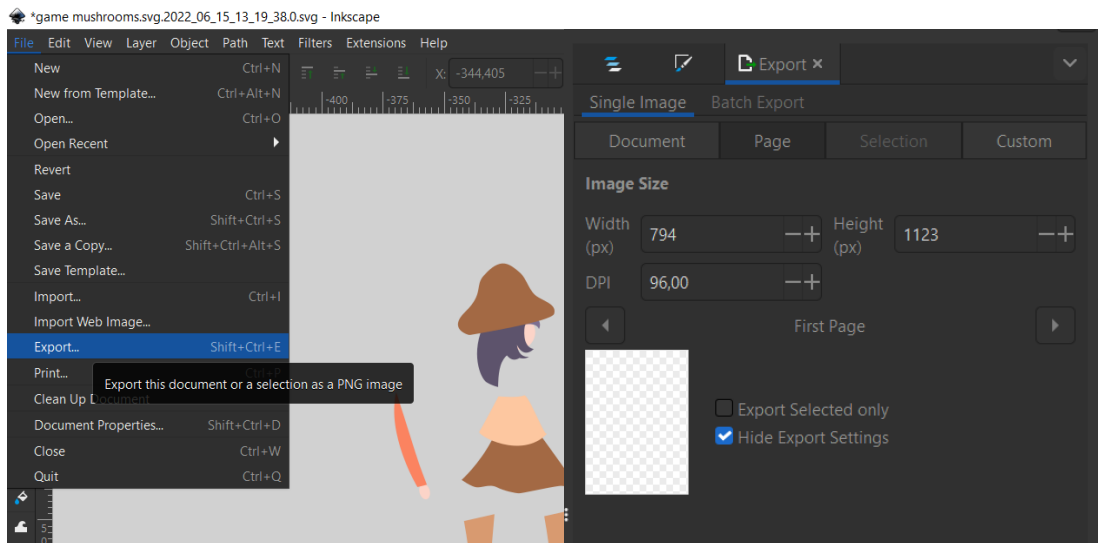 *game mushrooms.svg.2022_06_15_13_19_38.0.svg - Inkscape
File Edit View Layer Object Path Text Filters Extensions Help
New Ctrl+N
New from Template... Ctrl+Alt+N
Open... Ctrl+O
Open Recent
Revert
Save Ctrl+S
Save As... Shift+Ctrl+S
Save a Copy... Shift+Ctrl+Alt+S
Save Template...
Import... Ctrl+I
Import Web Image...
Export... Shift+Ctrl+E
Print... Ctrl+P
Export this document or a selection as a PNG image
Clean Up Document
Document Properties... Shift+Ctrl+D
Close Ctrl+W
Quit Ctrl+Q
X: -344,405
-400 -375 -350 -325
5
0
Export
Single Image Batch Export
Document Page Selection Custom
Image Size
Width (px) 794 Height (px) 1123
DPI 96,00
First Page
Export Selected only
Hide Export Settings